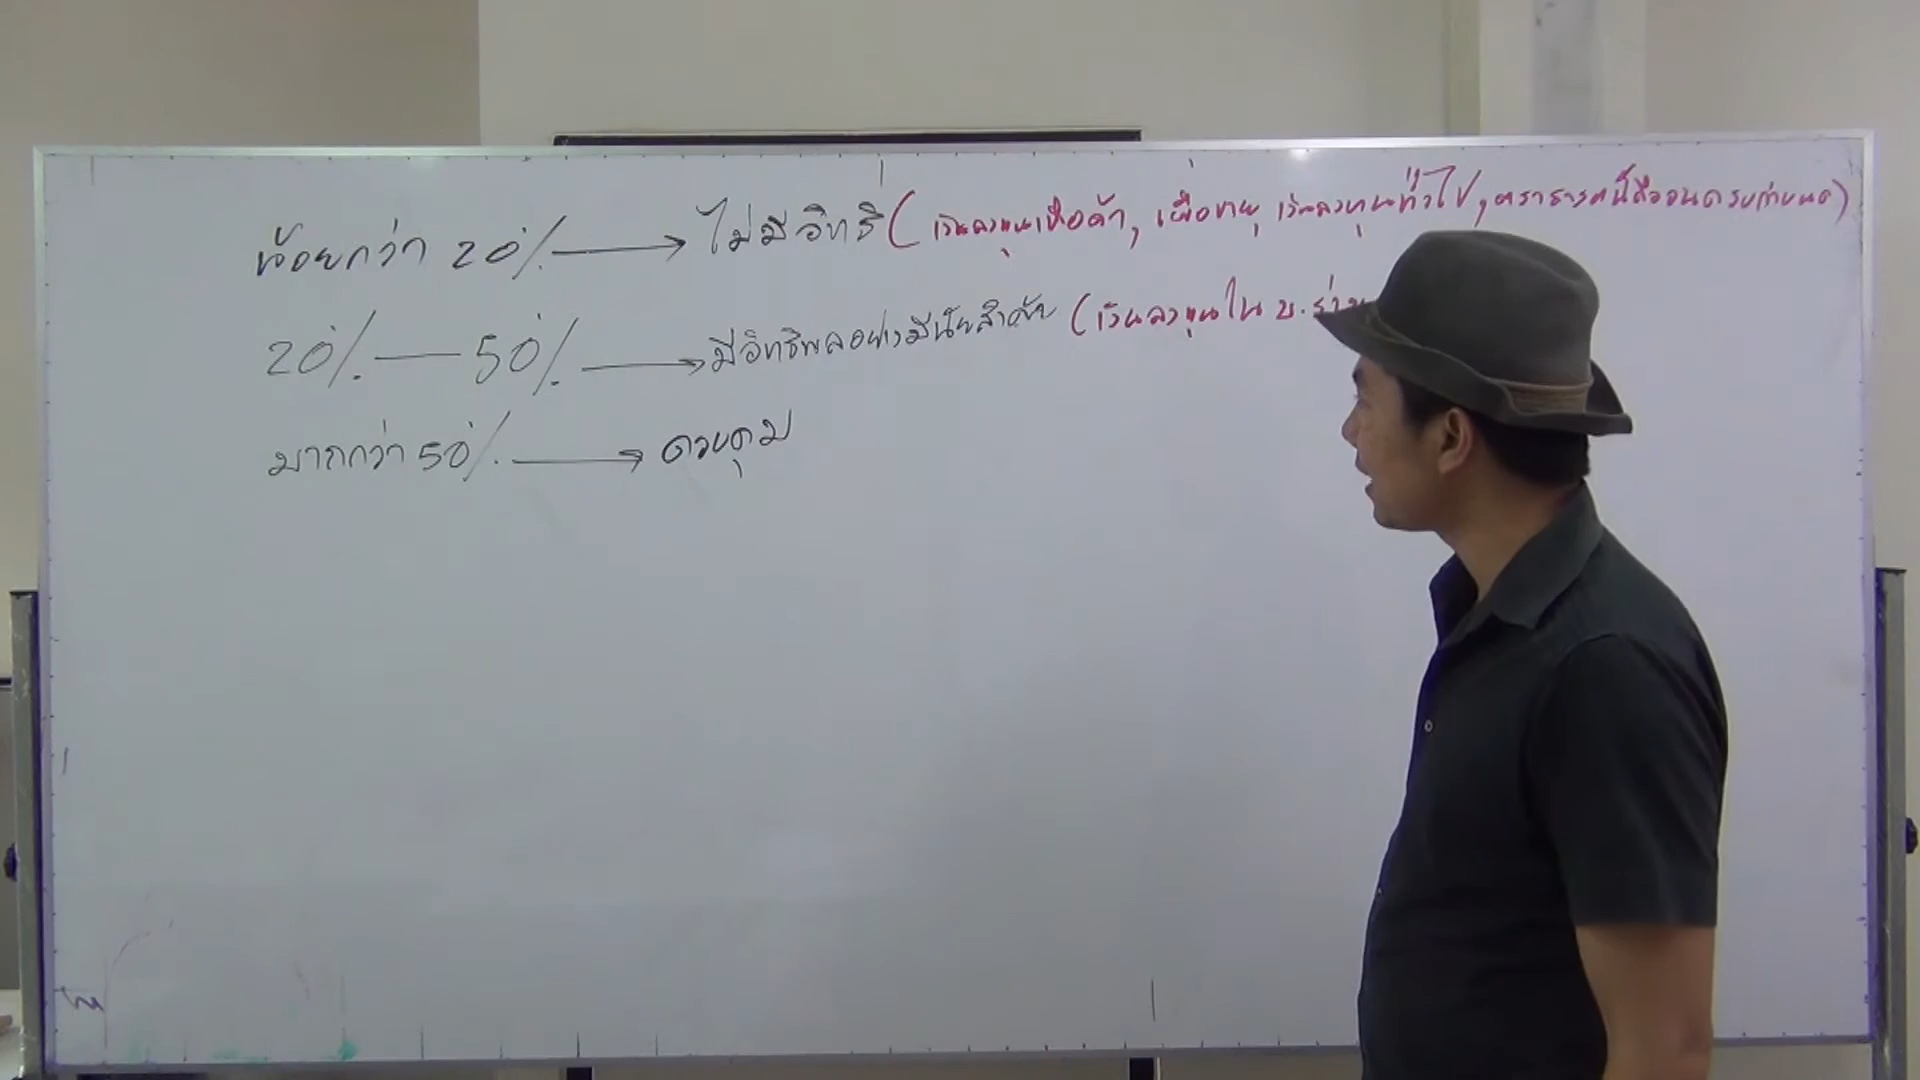 น้อยกว่า 20% → ไม่มีอิทธิ (เงินลงทุนเพื่อค้า, เผื่อขาย, เงินลงทุนทั่วไป, ตราสารหนี้ถือจนครบกำหนด)
20% — 50% → มีอิทธิพลอย่างมีนัยสำคัญ (เงินลงทุนใน บ.ร่วม
มากกว่า 50% → ควบคุม